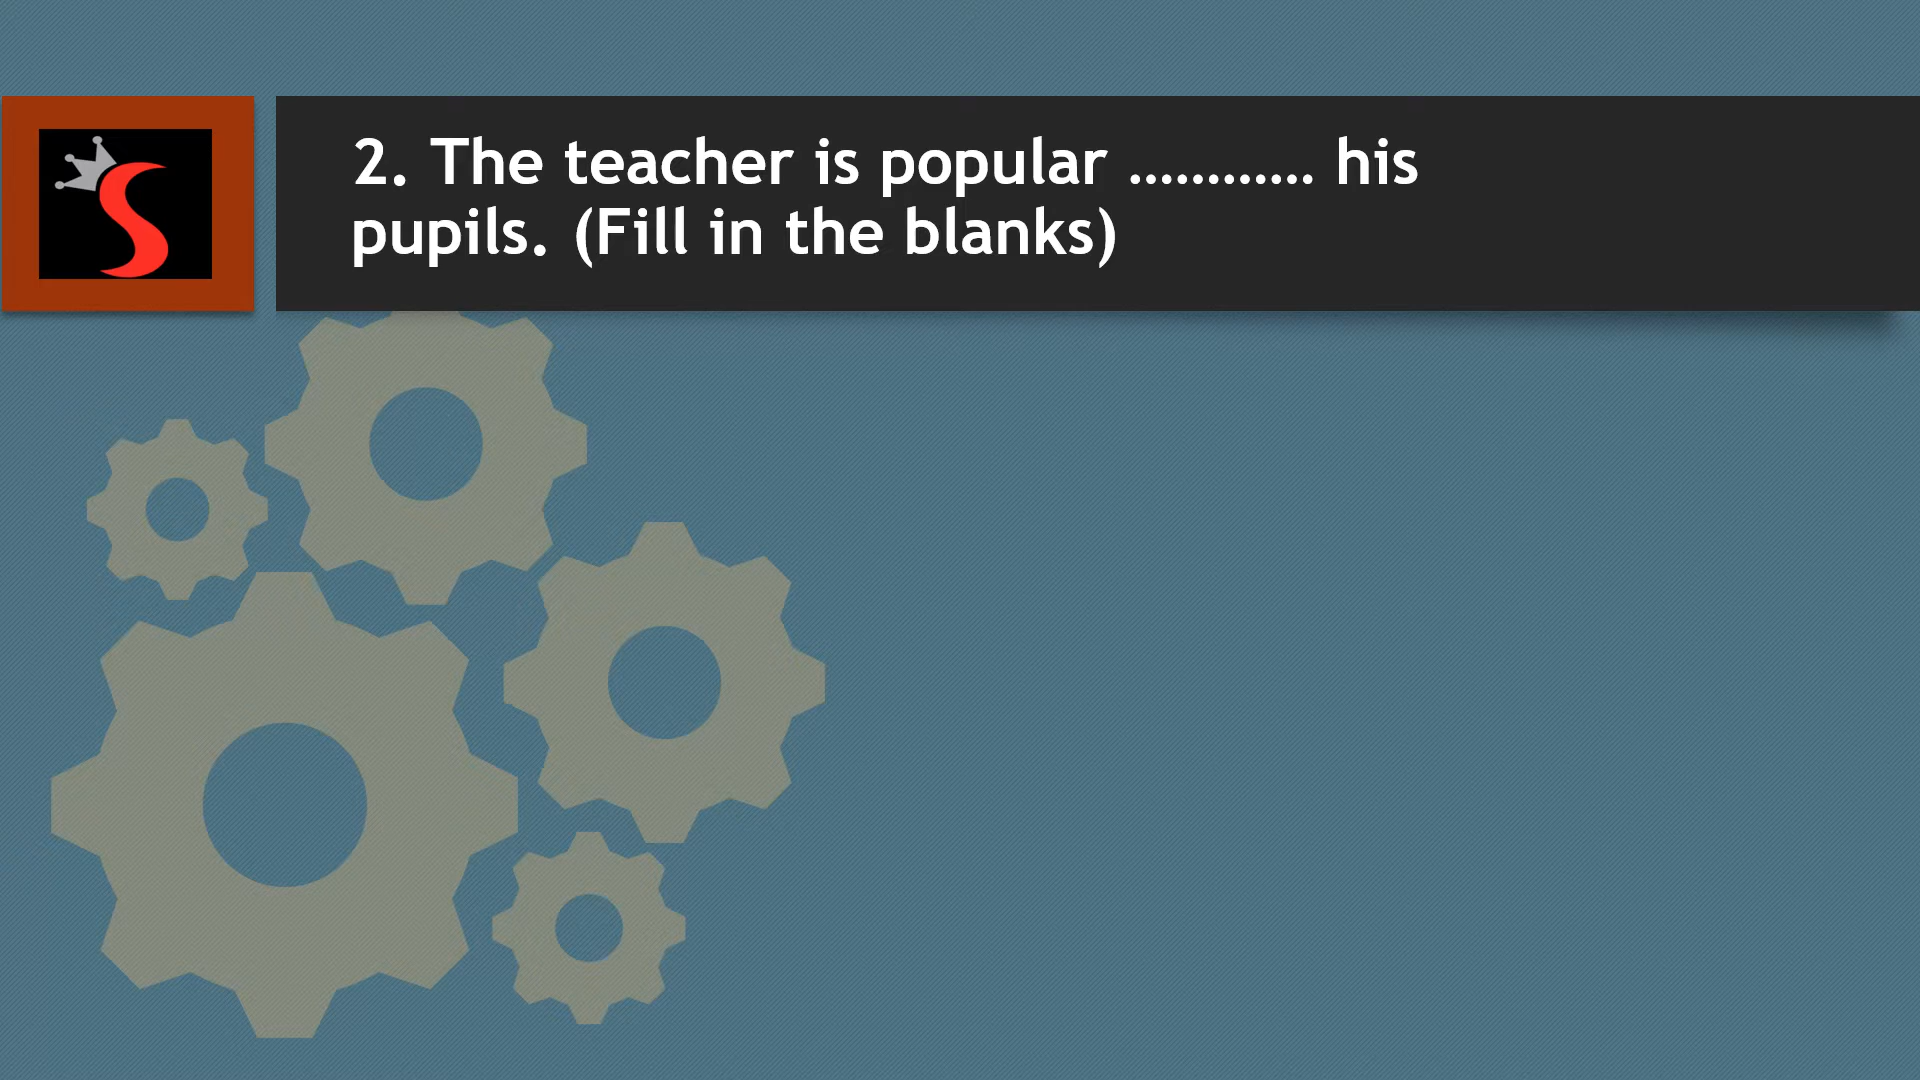 2. The teacher is popular ............ his
pupils. (Fill in the blanks)